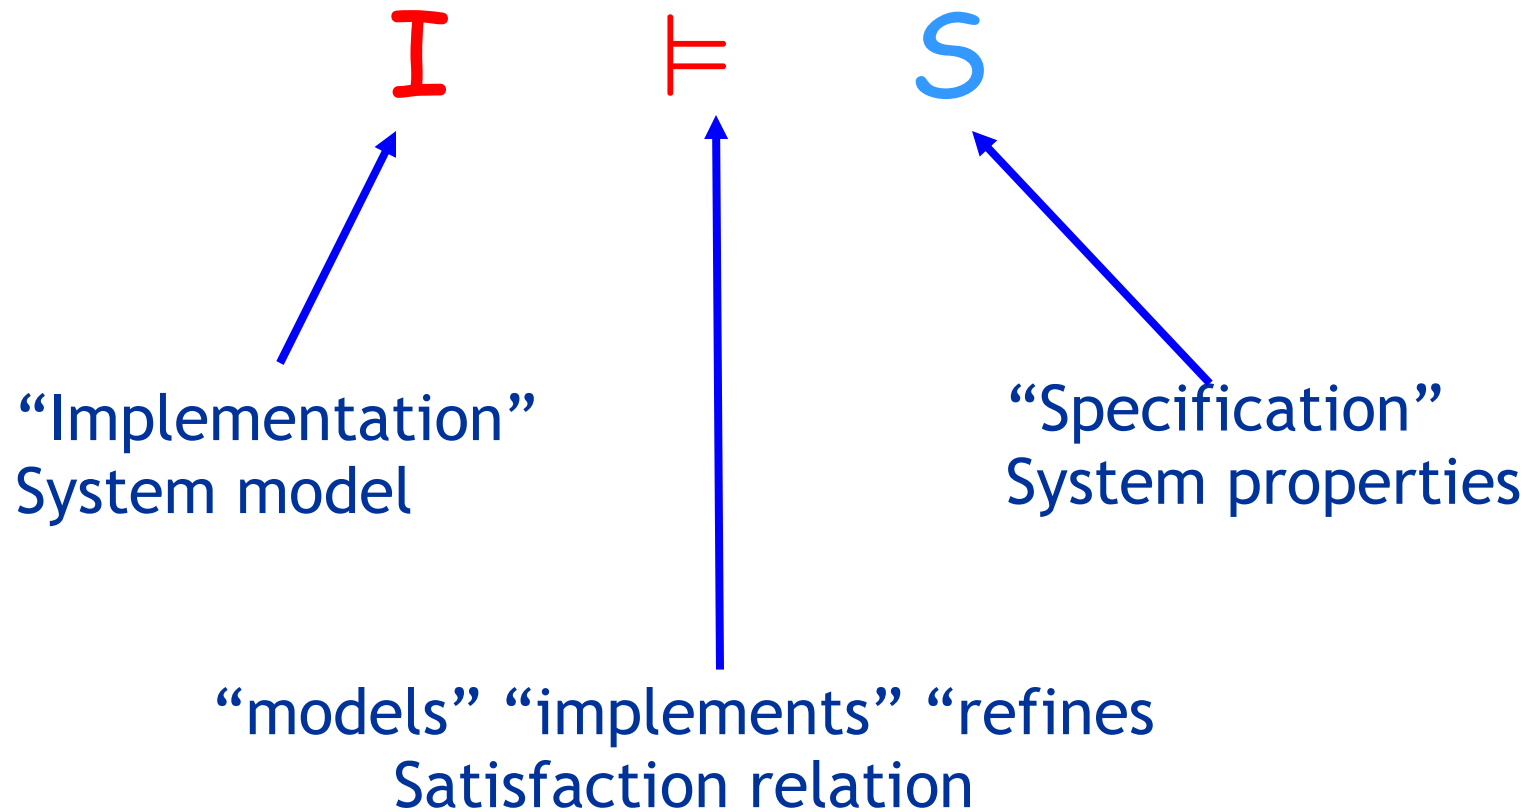 I ⊨ S
“Implementation”
System model
“Specification”
System properties
“models” “implements” “refines
Satisfaction relation